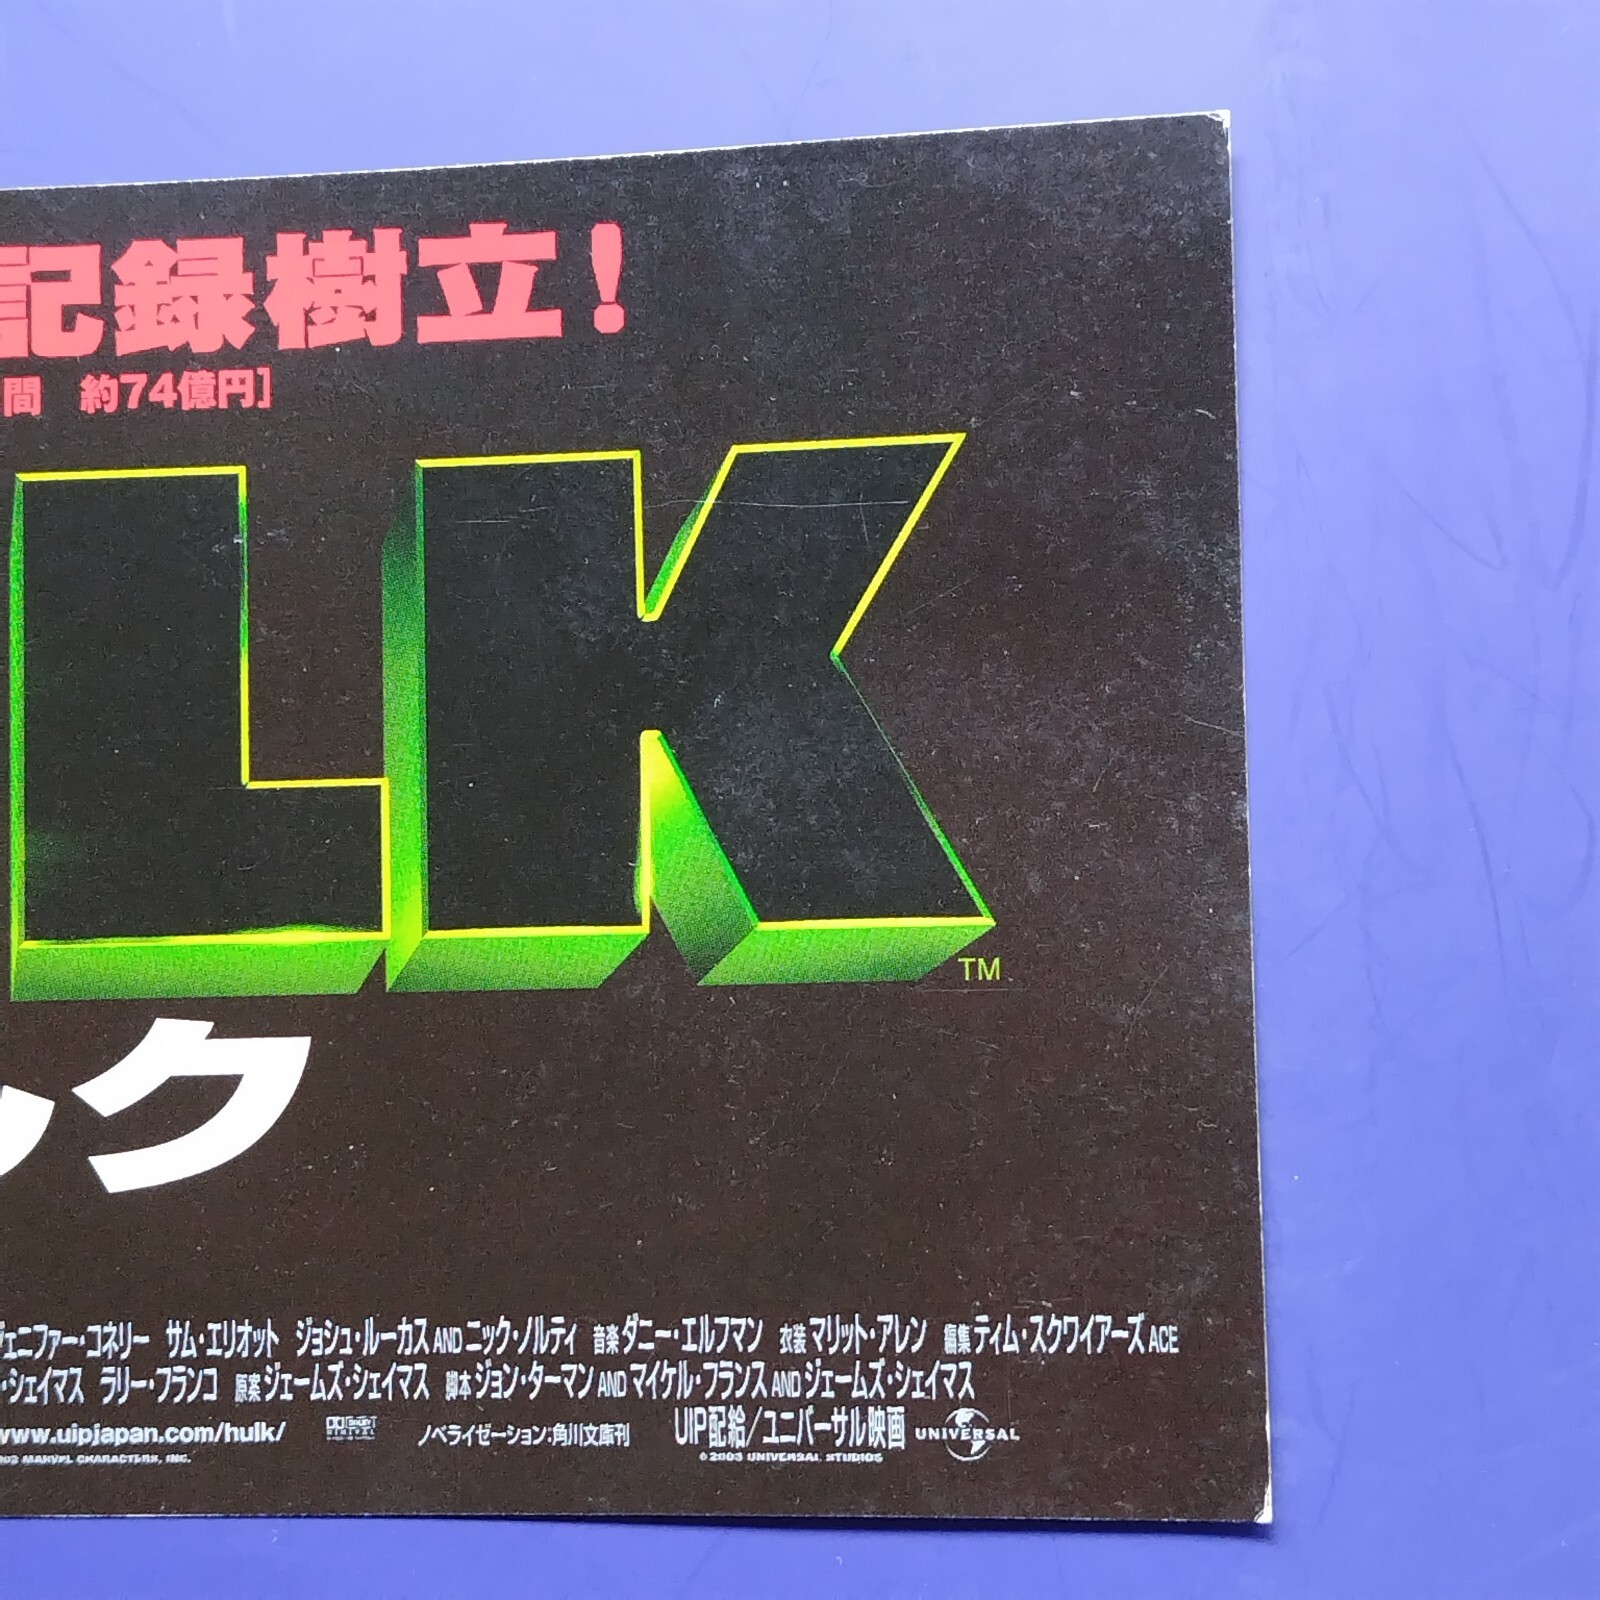 記録樹立!
間 約74億円]
LK
TM
ルク
ジェニファー・コネリー サム・エリオット ジョシュ・ルーカス AND ニック・ノルティ 音楽 ダニー・エルフマン 衣装 マリット・アレン 編集 ティム・スクワイアーズ ACE
・シェイマス ラリー・フランコ 原案 ジェームズ・シェイマス 脚本 ジョン・ターマン AND マイケル・フランス AND ジェームズ・シェイマス
www.uipjapan.com/hulk/ DOLBY DIGITAL ノベライゼーション:角川文庫刊 UIP配給/ユニバーサル映画 UNIVERSAL
MARVEL CHARACTERS, INC. ©2003 UNIVERSAL STUDIOS